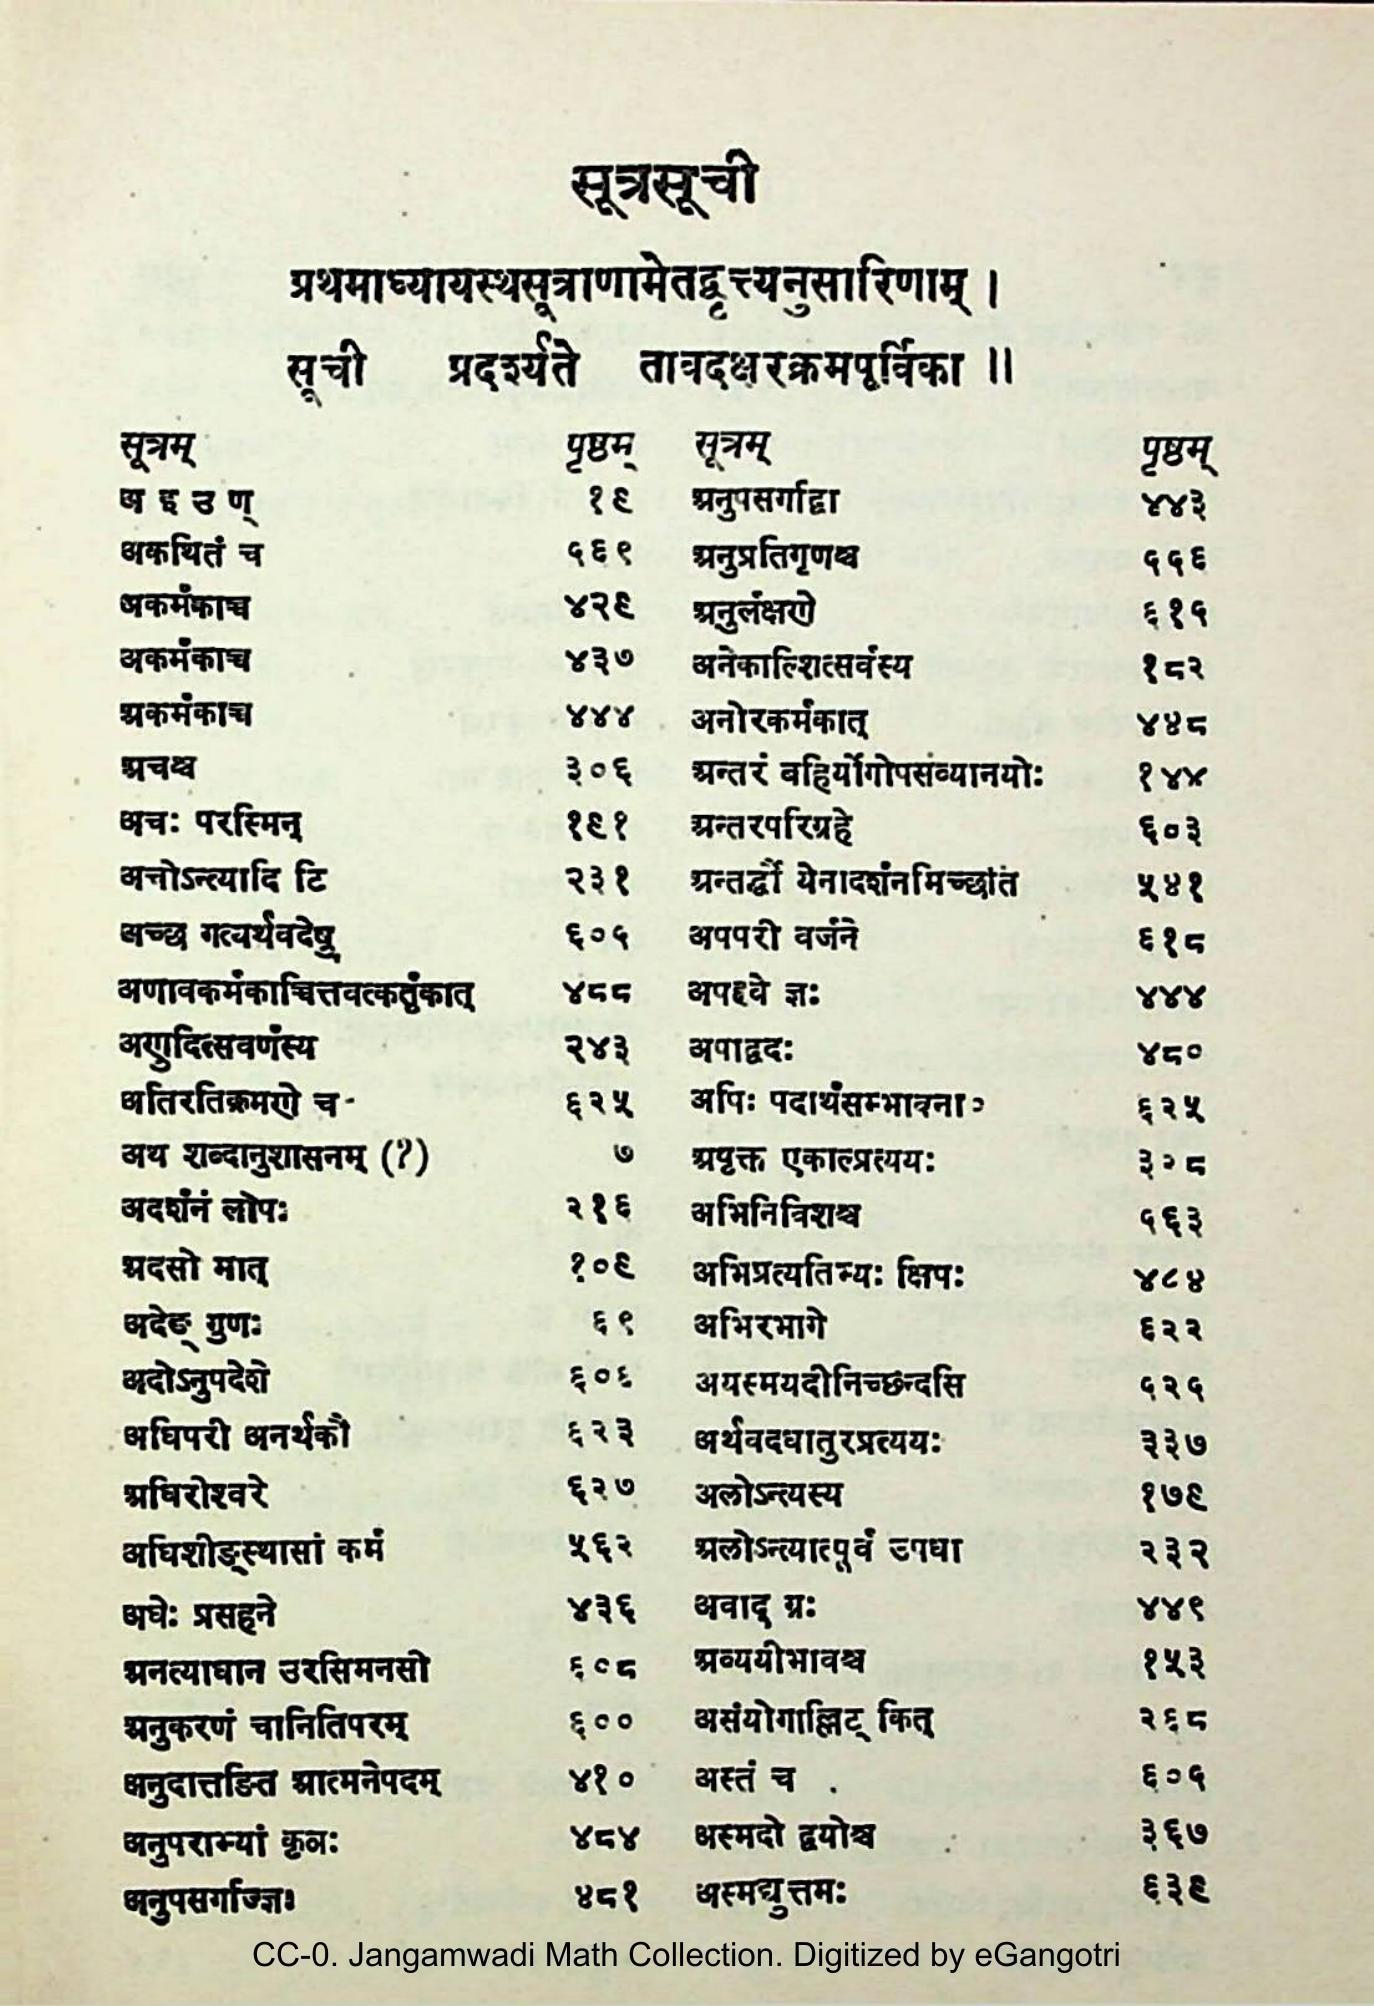 सूत्रसूची
प्रथमाध्यायस्थसूत्राणामेतद्वृत्त्यनुसारिणाम् ।
सूची प्रदर्श्यते तावदक्षरक्रमपूर्विका ॥
सूत्रम् पृष्ठम्
अ इ उ ण् १९
अकथितं च ५६९
अकर्मकाच्च ४२९
अकर्मकाच्च ४३७
अकर्मकाच्च ४४४
अचश्च ३०६
अचः परस्मिन् १९१
अचोऽन्त्यादि टि २३१
अच्छ गत्यर्थवदेषु ६०५
अणावकर्मकाच्चित्तवत्कर्तृकात् ४८८
अणुदित्सवर्णस्य २४३
अतिरतिक्रमणे च ६२५
अथ शब्दानुशासनम् (?) ७
अदर्शनं लोपः २१६
अदसो मात् १०९
अदेङ् गुणः ६९
अदोऽनुपदेशे ६०६
अधिपरी अनर्थकौ ६२३
अधिरीश्वरे ६२७
अधिशीङ्स्थासां कर्म ५६२
अधेः प्रसहने ४३६
अनत्याधान उरसिमनसी ६०८
अनुकरणं चानितिपरम् ६००
अनुदात्तङित आत्मनेपदम् ४१०
अनुपराभ्यां कृञः ४८४
अनुपसर्गाज्ज्ञः ४८१
सूत्रम् पृष्ठम्
अनुपसर्गाद्वा ४४३
अनुप्रतिगृणश्च ५५६
अनुर्लक्षणे ६१५
अनेकाल्शित्सर्वस्य १८२
अनोरकर्मकात् ४४८
अन्तरं बहिर्योगोपसंव्यानयोः १४४
अन्तरपरिग्रहे ६०३
अन्तर्द्धौ येनादर्शनमिच्छति ५४१
अपपरी वर्जने ६१८
अपह्नवे ज्ञः ४४४
अपाद्वदः ४८०
अपिः पदार्थसम्भावना० ६२५
अपृक्त एकाल्प्रत्ययः ३२८
अभिनिविशश्च ५६३
अभिप्रत्यतिभ्यः क्षिपः ४८४
अभिरभागे ६२२
अयस्मयदीनिच्छन्दसि ५२५
अर्थवदधातुरप्रत्ययः ३३७
अलोऽन्त्यस्य १७९
अलोऽन्त्यात्पूर्व उपधा २३२
अवाद् ग्रः ४४९
अव्ययीभावश्च १५३
असंयोगाल्लिट् कित् २६८
अस्तं च ६०५
अस्मदो द्वयोश्च ३६७
अस्मद्युत्तमः ६३९
CC-0. Jangamwadi Math Collection. Digitized by eGangotri